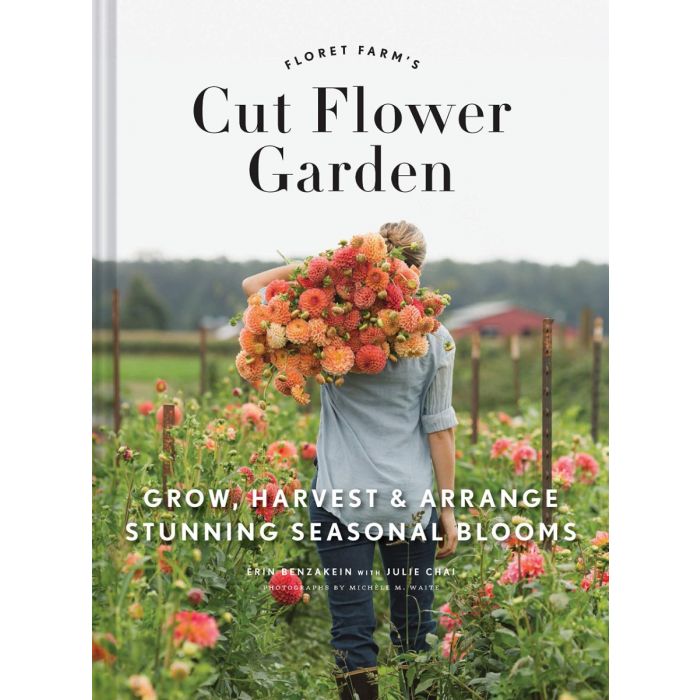 FLORET FARM'S
Cut Flower
Garden
GROW, HARVEST & ARRANGE
STUNNING SEASONAL BLOOMS
ERIN BENZAKEIN WITH JULIE CHAI
PHOTOGRAPHS BY MICHÈLE M. WAITE